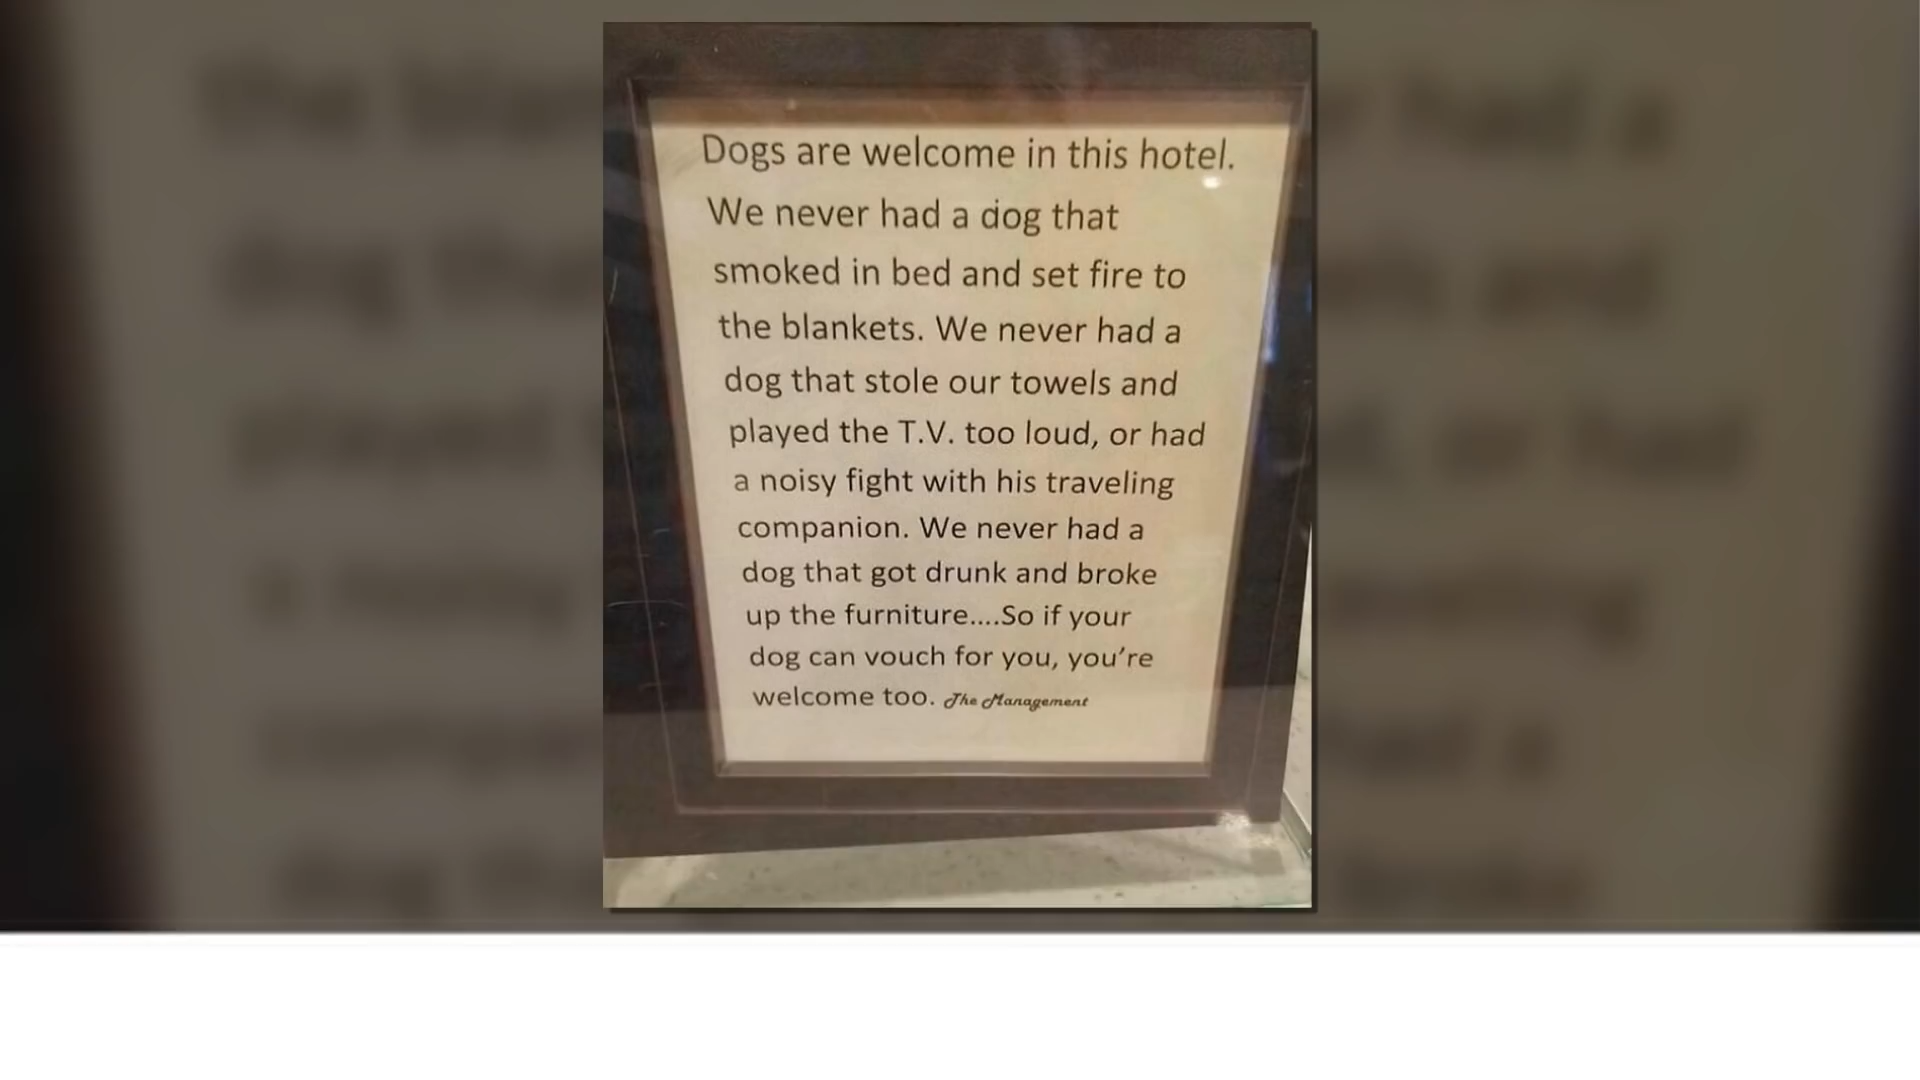 Dogs are welcome in this hotel.
We never had a dog that
smoked in bed and set fire to
the blankets. We never had a
dog that stole our towels and
played the T.V. too loud, or had
a noisy fight with his traveling
companion. We never had a
dog that got drunk and broke
up the furniture....So if your
dog can vouch for you, you’re
welcome too. The Management